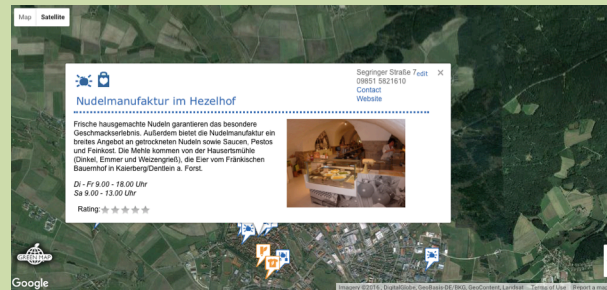 Map Satellite
Segringer Straße 7 edit
09851 5821610
Contact
Website
Nudelmanufaktur im Hezelhof
Frische hausgemachte Nudeln garantieren das besondere
Geschmackserlebnis. Außerdem bietet die Nudelmanufaktur ein
breites Angebot an getrockneten Nudeln sowie Saucen, Pestos
und Feinkost. Die Mehle kommen von der Hausertsmühle
(Dinkel, Emmer und Weizengrieß), die Eier vom Fränkischen
Bauernhof in Kaierberg/Dentlein a. Forst.
Di - Fr 9.00 - 18.00 Uhr
Sa 9.00 - 13.00 Uhr
Rating:
GREEN MAP
Google
Imagery ©2016 , DigitalGlobe, GeoBasis-DE/BKG, GeoContent, Landsat
Terms of Use
Report a map